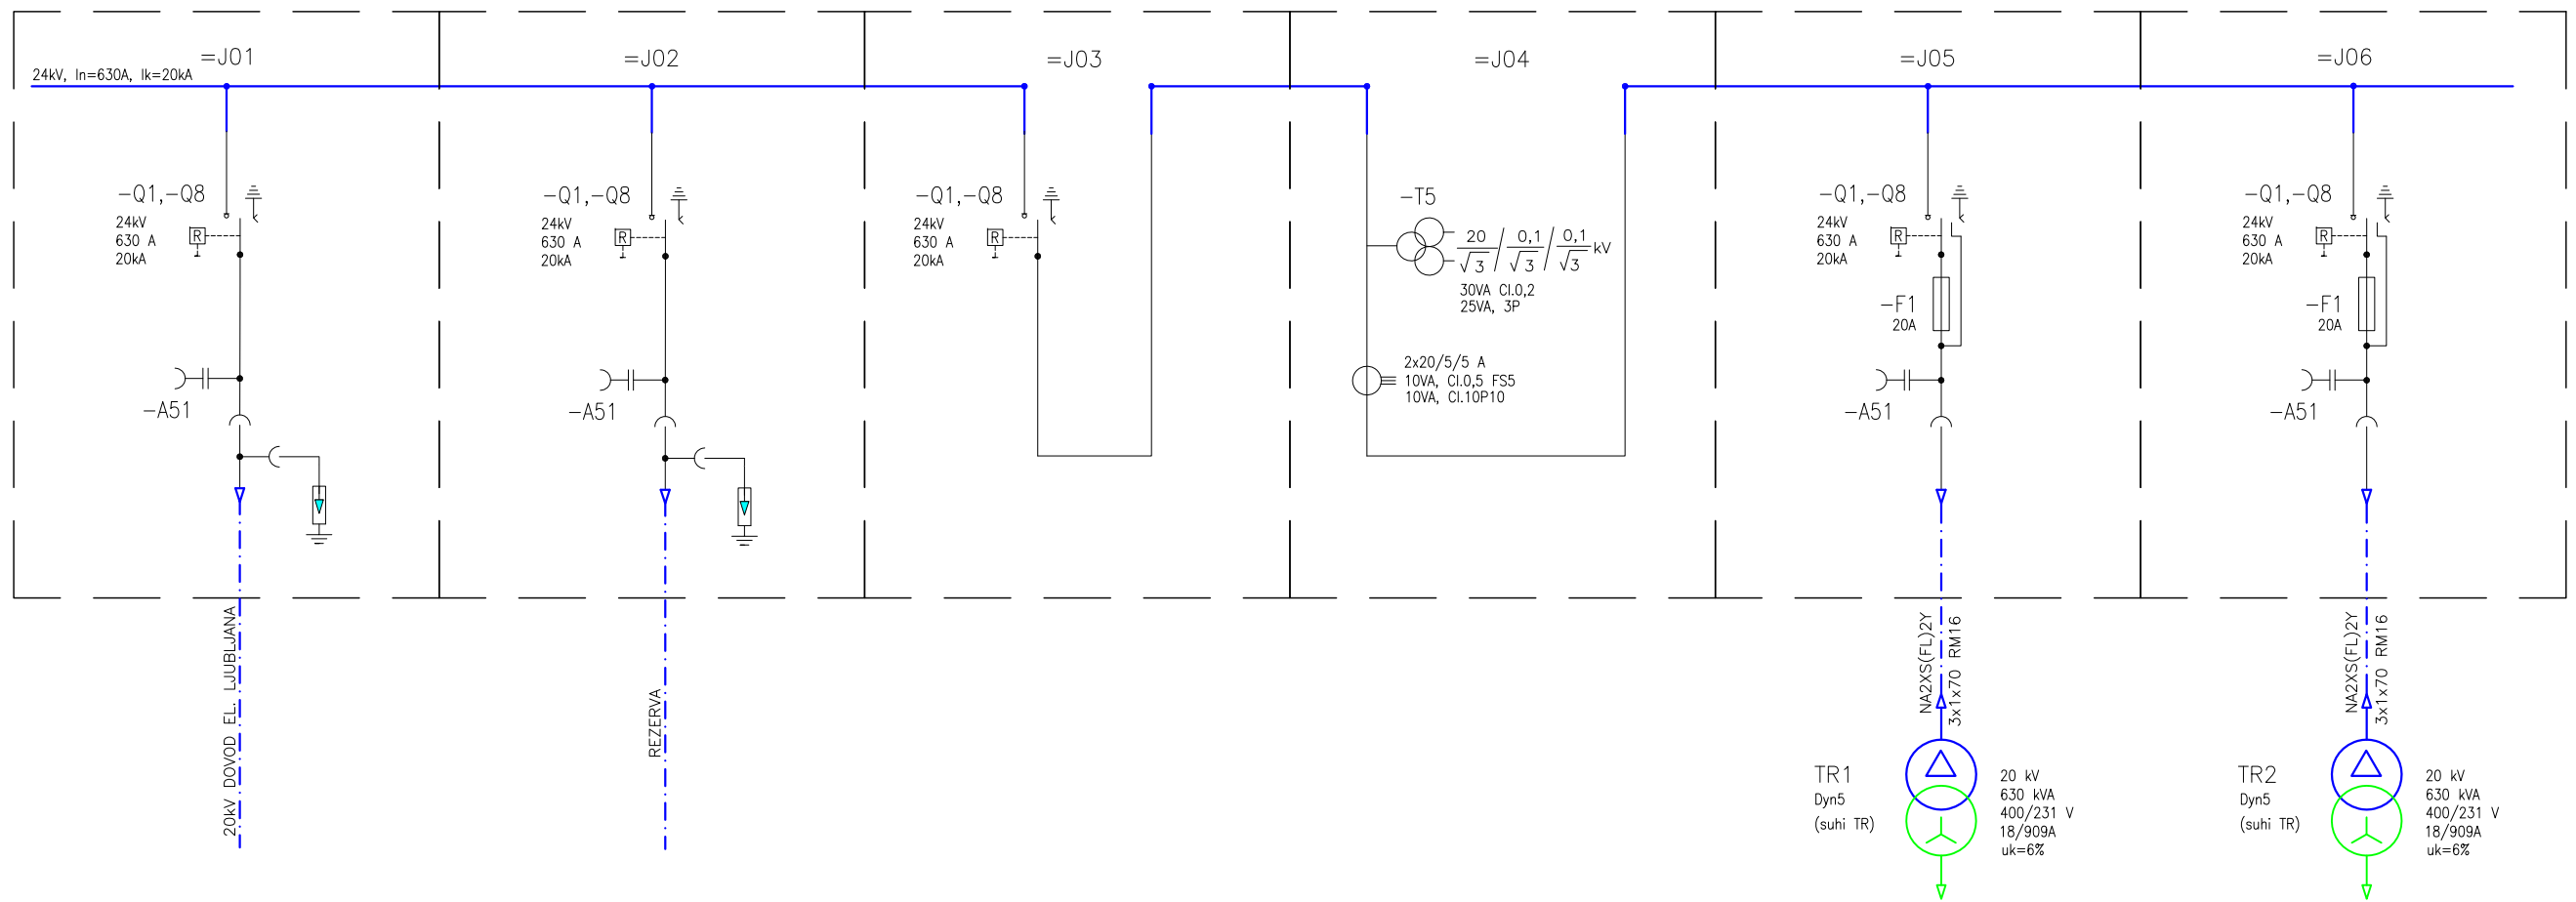 =J01
24kV, In=630A, Ik=20kA
-Q1,-Q8
24kV
630 A
20kA
R
-A51
20kV DOVOD EL. LJUBLJANA
=J02
-Q1,-Q8
24kV
630 A
20kA
R
-A51
REZERVA
=J03
-Q1,-Q8
24kV
630 A
20kA
R
=J04
-T5
20/√3 / 0,1/√3 / 0,1/√3 kV
30VA Cl.0,2
25VA, 3P
2x20/5/5 A
10VA, Cl.0,5 FS5
10VA, Cl.10P10
=J05
-Q1,-Q8
24kV
630 A
20kA
R
-F1
20A
-A51
NA2XS(FL)2Y
3x1x70 RM16
TR1
Dyn5
(suhi TR)
20 kV
630 kVA
400/231 V
18/909A
uk=6%
=J06
-Q1,-Q8
24kV
630 A
20kA
R
-F1
20A
-A51
NA2XS(FL)2Y
3x1x70 RM16
TR2
Dyn5
(suhi TR)
20 kV
630 kVA
400/231 V
18/909A
uk=6%